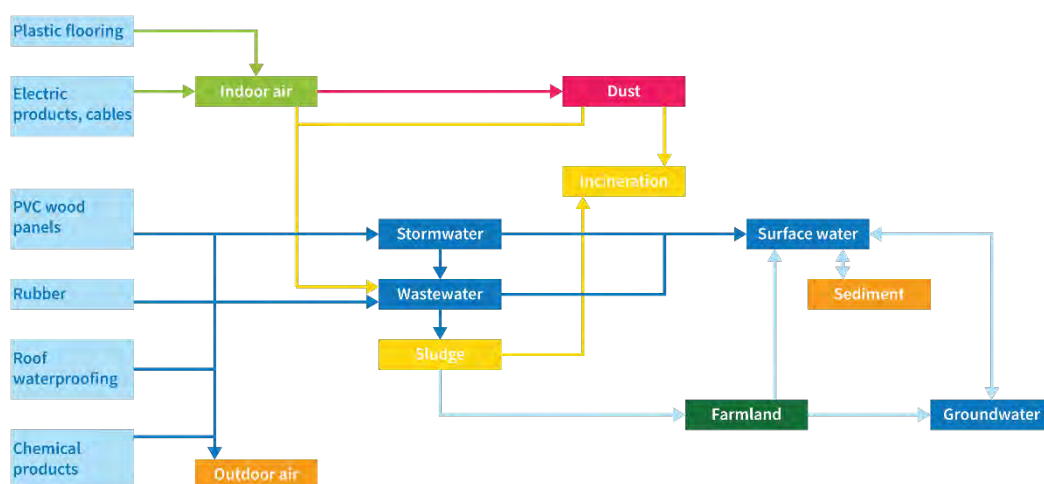 Plastic flooring
Electric
products, cables
Indoor air
Dust
Incineration
PVC wood
panels
Stormwater
Surface water
Rubber
Wastewater
Sediment
Roof
waterproofing
Sludge
Farmland
Groundwater
Chemical
products
Outdoor air